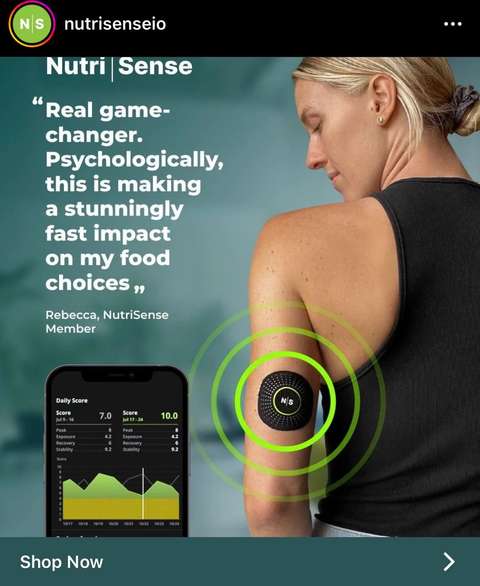 N|S
nutrisenseio
Nutri|Sense
“Real game-
changer.
Psychologically,
this is making
a stunningly
fast impact
on my food
choices„
Rebecca, NutriSense
Member
N|S
Daily Score
Score
Jul 9 - 16
7.0
Score
Jul 17 - 24
10.0
Peak
Exposure
4.2
Recovery
6
Stability
9.2
Peak
8
Exposure
4.2
Recovery
6
Stability
9.2
Shop Now